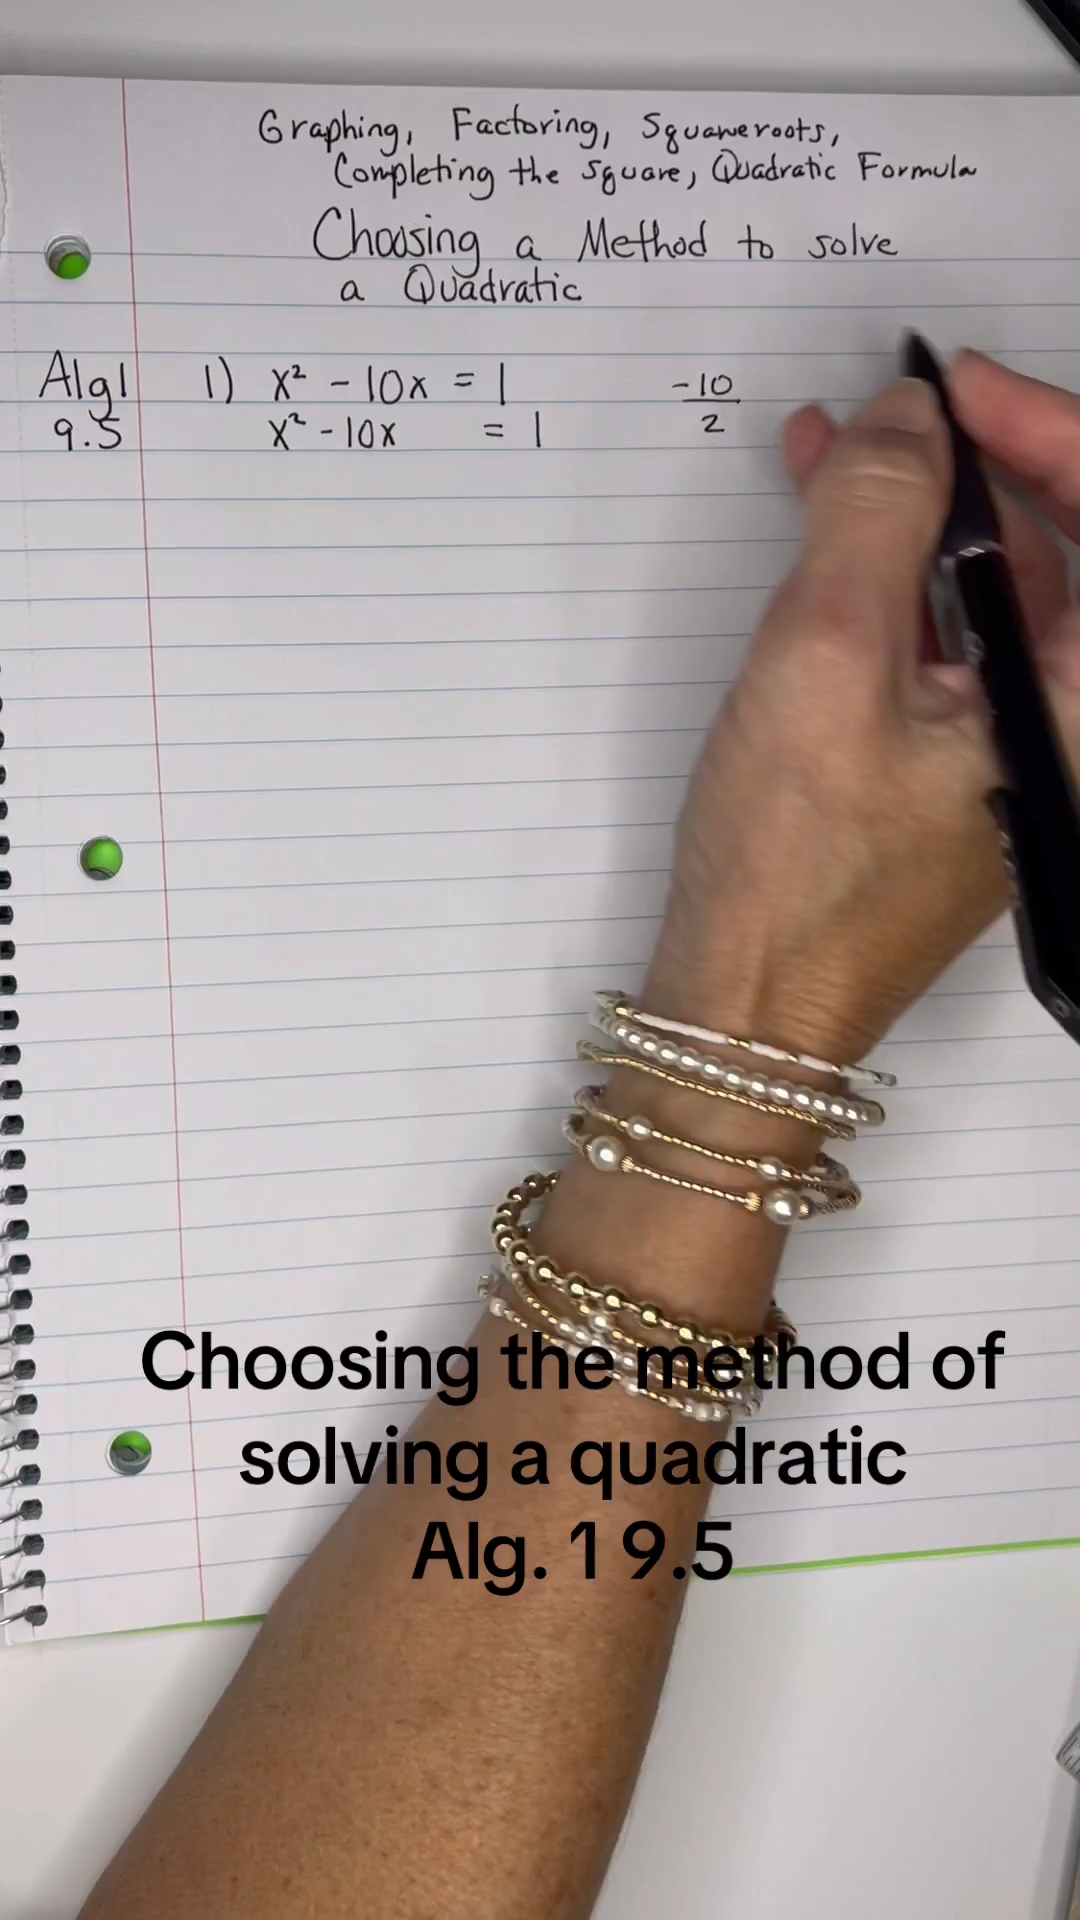 Graphing, Factoring, Squareroots,
Completing the square, Quadratic Formula
Choosing a Method to solve
a Quadratic
Alg1
9.5
1) x² - 10x = 1
x² - 10x = 1
-10
2
Choosing the method of
solving a quadratic
Alg. 1 9.5